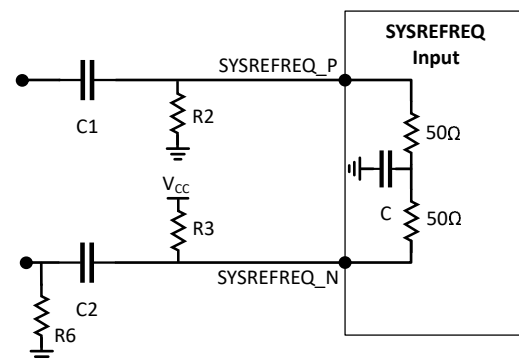 SYSREFREQ
Input
SYSREFREQ_P
C1
R2
50Ω
VCC
R3
C
50Ω
C2
SYSREFREQ_N
R6